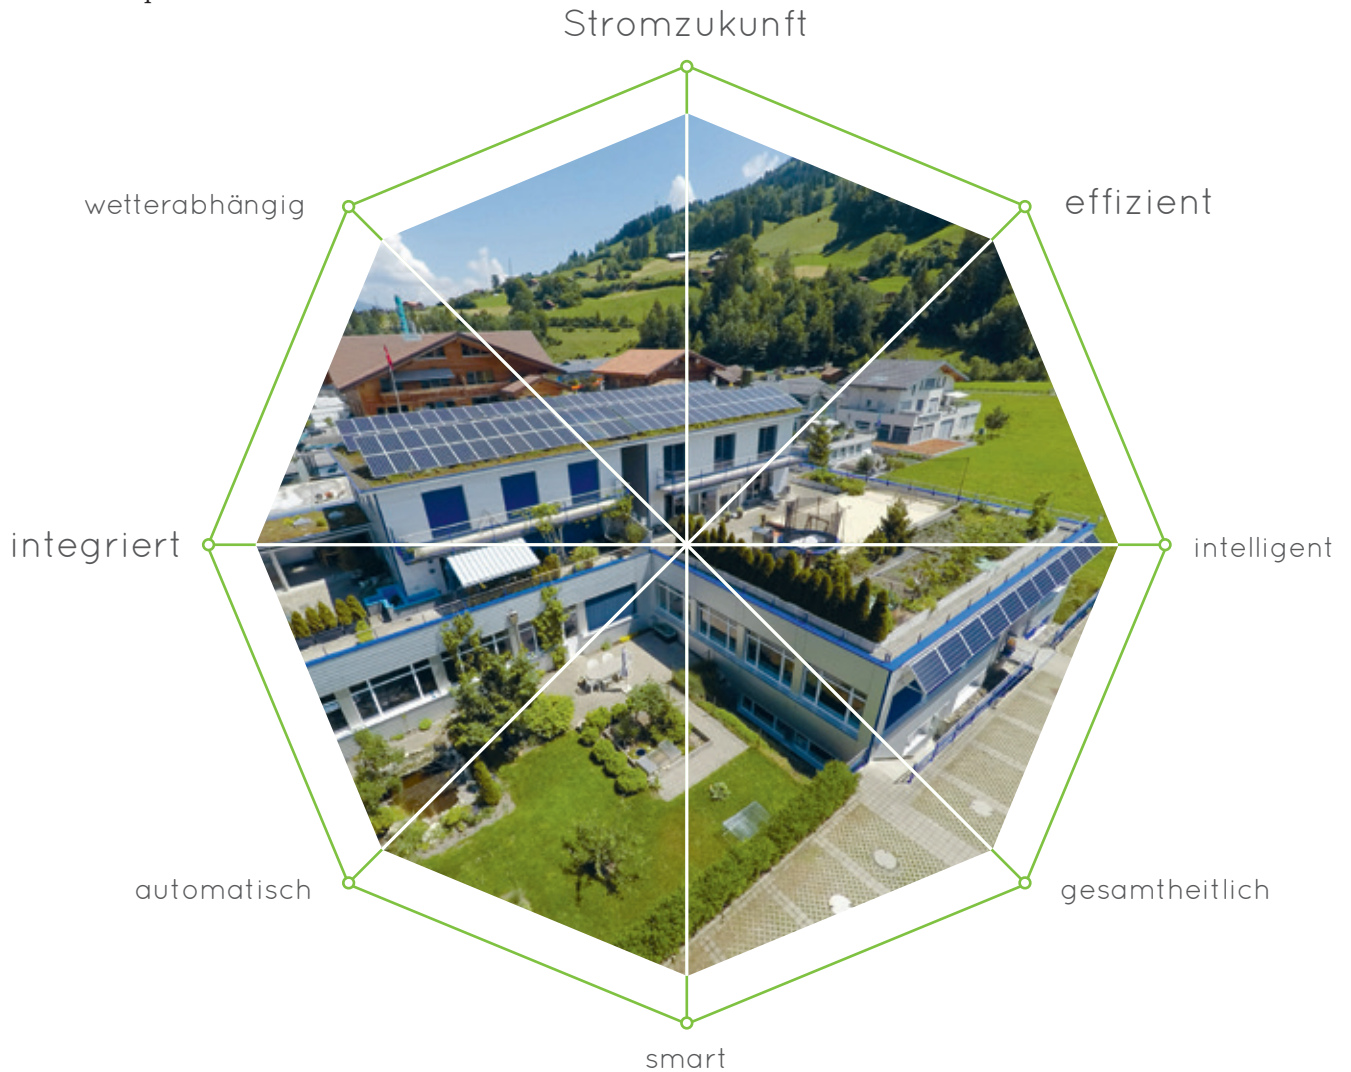 Stromzukunft
wetterabhängig
effizient
integriert
intelligent
automatisch
gesamtheitlich
smart